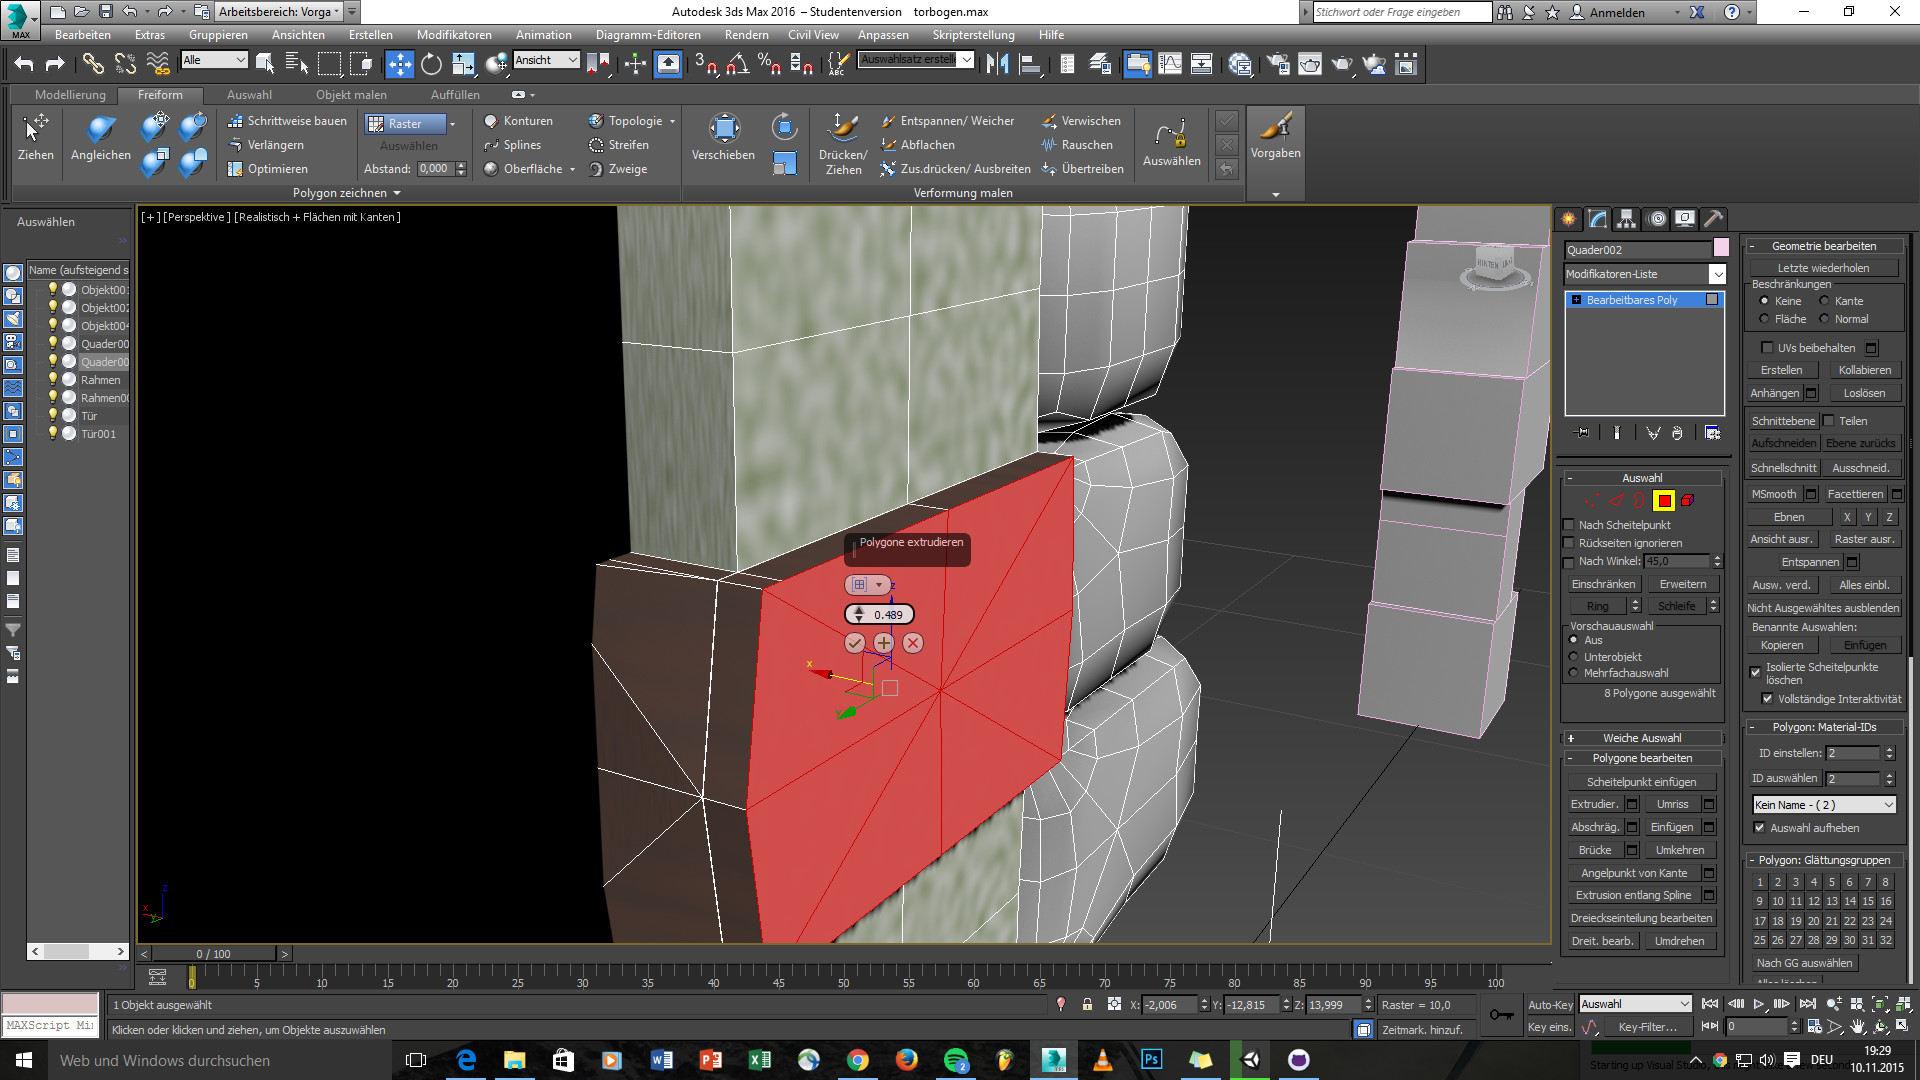 Arbeitsbereich: Vorga
Autodesk 3ds Max 2016 – Studentenversion torbogen.max
Stichwort oder Frage eingeben
Anmelden
MAX
Bearbeiten Extras Gruppieren Ansichten Erstellen Modifikatoren Animation Diagramm-Editoren Rendern Civil View Anpassen Skripterstellung Hilfe
Alle
Ansicht
Auswahlsatz erstelle
Modellierung Freiform Auswahl Objekt malen Auffüllen
Ziehen
Angleichen
Schrittweise bauen
Verlängern
Optimieren
Raster
Auswählen
Abstand: 0,000
Konturen
Splines
Oberfläche
Topologie
Streifen
Zweige
Verschieben
Drücken/
Ziehen
Entspannen/ Weicher
Abflachen
Zus.drücken/ Ausbreiten
Verwischen
Rauschen
Übertreiben
Auswählen
Vorgaben
Polygon zeichnen
Verformung malen
Auswählen
Name (aufsteigend s
Objekt001
Objekt002
Objekt004
Quader00
Quader00
Rahmen
Rahmen00
Tür
Tür001
[+] [Perspektive ] [Realistisch + Flächen mit Kanten ]
Polygone extrudieren
0.489
x
y
z
Quader002
Modifikatoren-Liste
Bearbeitbares Poly
Auswahl
Nach Scheitelpunkt
Rückseiten ignorieren
Nach Winkel: 45,0
Einschränken Erweitern
Ring Schleife
Vorschauauswahl
Aus
Unterobjekt
Mehrfachauswahl
8 Polygone ausgewählt
Weiche Auswahl
Polygone bearbeiten
Scheitelpunkt einfügen
Extrudier. Umriss
Abschräg. Einfügen
Brücke Umkehren
Angelpunkt von Kante
Extrusion entlang Spline
Dreieckseinteilung bearbeiten
Dreit. bearb. Umdrehen
Geometrie bearbeiten
Letzte wiederholen
Beschränkungen
Keine Kante
Fläche Normal
UVs beibehalten
Erstellen Kollabieren
Anhängen Loslösen
Schnittebene Teilen
Aufschneiden Ebene zurücks
Schnellschnitt Ausschneid.
MSmooth Facettieren
Ebnen X Y Z
Ansicht ausr. Raster ausr.
Entspannen
Ausw. verd. Alles einbl.
Nicht Ausgewähltes ausblenden
Benannte Auswahlen:
Kopieren Einfügen
Isolierte Scheitelpunkte
löschen
Vollständige Interaktivität
Polygon: Material-IDs
ID einstellen: 2
ID auswählen 2
Kein Name - ( 2 )
Auswahl aufheben
Polygon: Glättungsgruppen
1 2 3 4 5 6 7 8
9 10 11 12 13 14 15 16
17 18 19 20 21 22 23 24
25 26 27 28 29 30 31 32
Nach GG auswählen
0 / 100
0 5 10 15 20 25 30 35 40 45 50 55 60 65 70 75 80 85 90 95 100
1 Objekt ausgewählt
X: -2,006 Y: -12,815 Z: 13,999 Raster = 10,0
Auto-Key Auswahl
MAXScript Mi
Klicken oder klicken und ziehen, um Objekte auszuwählen
Zeitmark. hinzuf.
Key eins. Key-Filter... 0
Web und Windows durchsuchen
2
Ps
DEU
19:29
10.11.2015